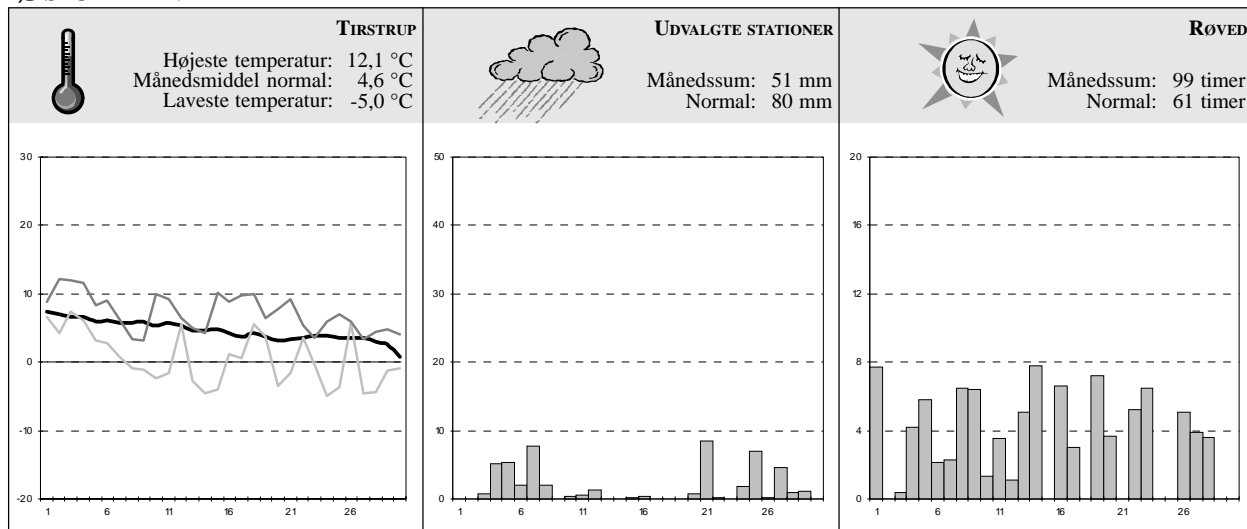 TIRSTRUP
Højeste temperatur: 12,1 °C
Månedsmiddel normal: 4,6 °C
Laveste temperatur: -5,0 °C
UDVALGTE STATIONER
Månedssum: 51 mm
Normal: 80 mm
RØVED
Månedssum: 99 timer
Normal: 61 timer
30
20
10
0
-10
-20
1 6 11 16 21 26
50
40
30
20
10
0
1 6 11 16 21 26
20
16
12
8
4
0
1 6 11 16 21 26